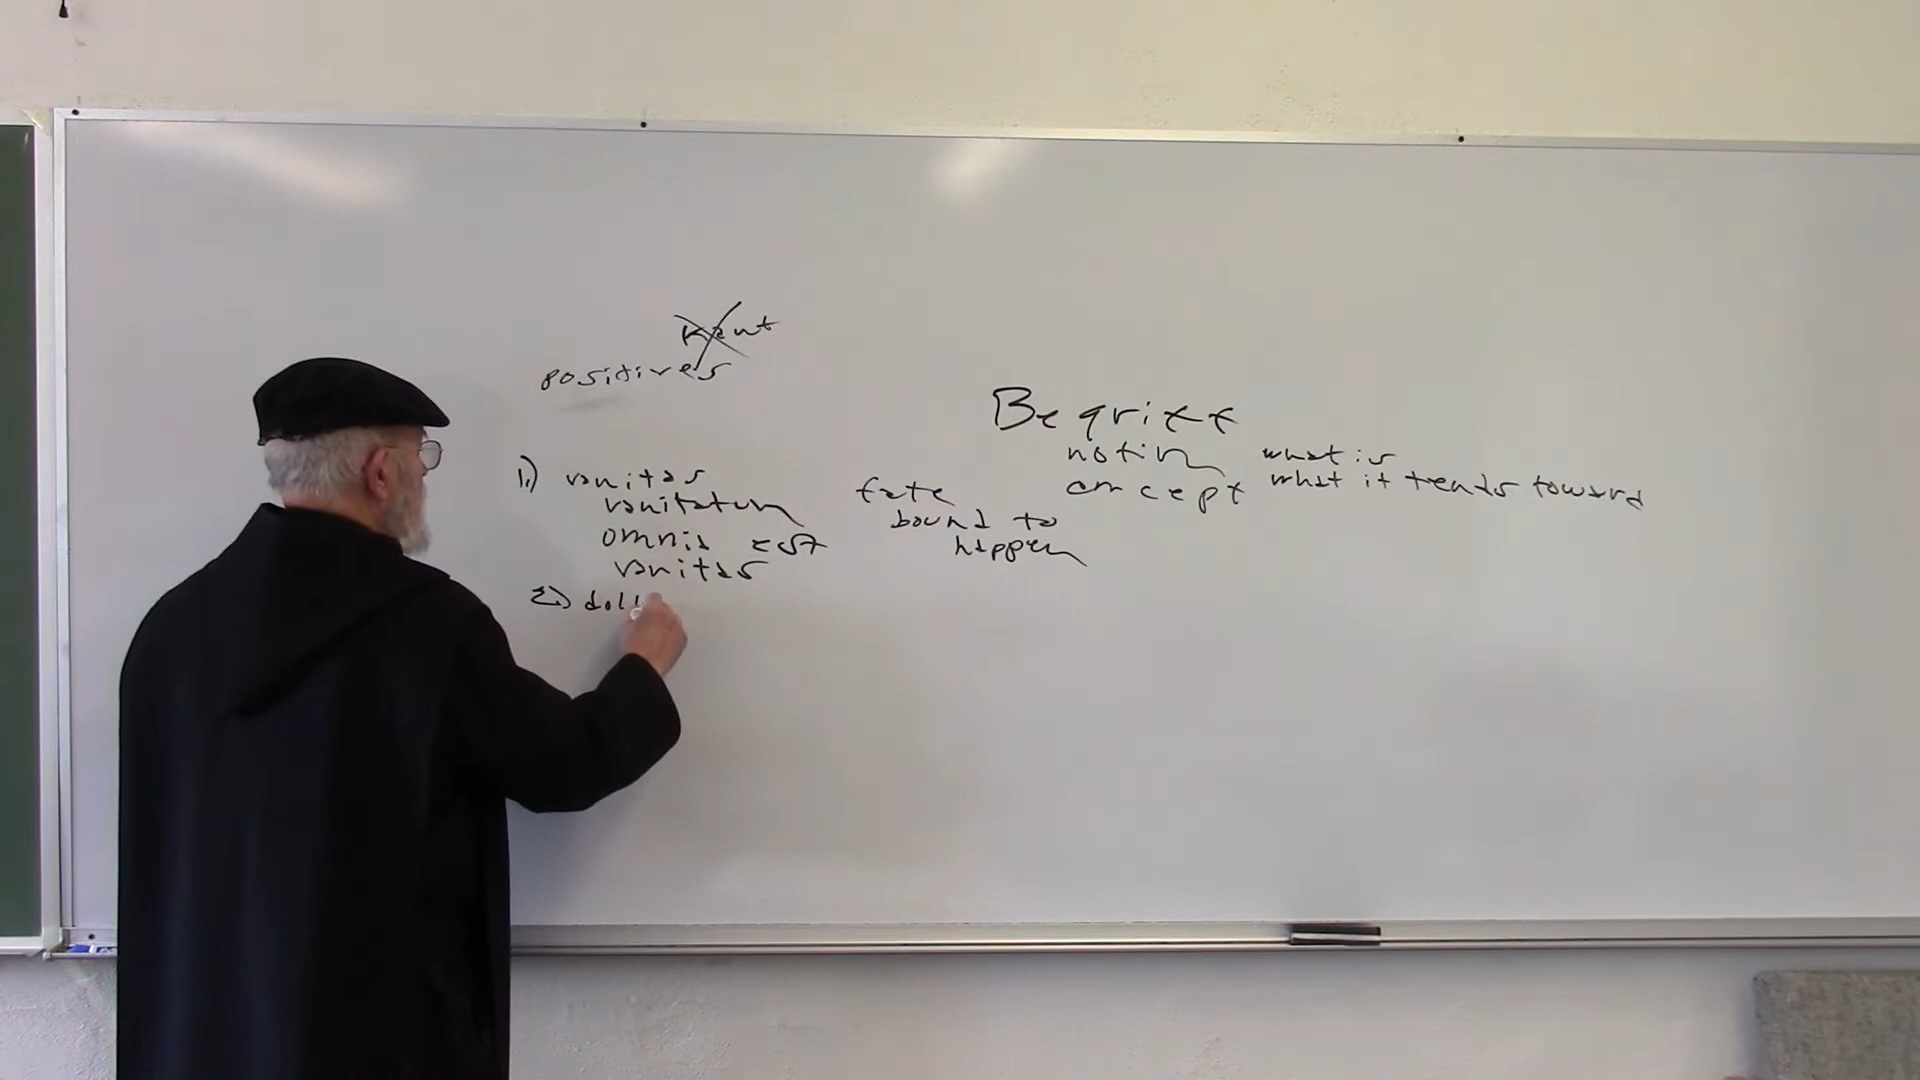 Kant
positives
Begriff
notion what is
concept what it tends toward
1.) vanitas
vanitatum
omnis est
vanitas
fate
bound to
happen
2.) doll